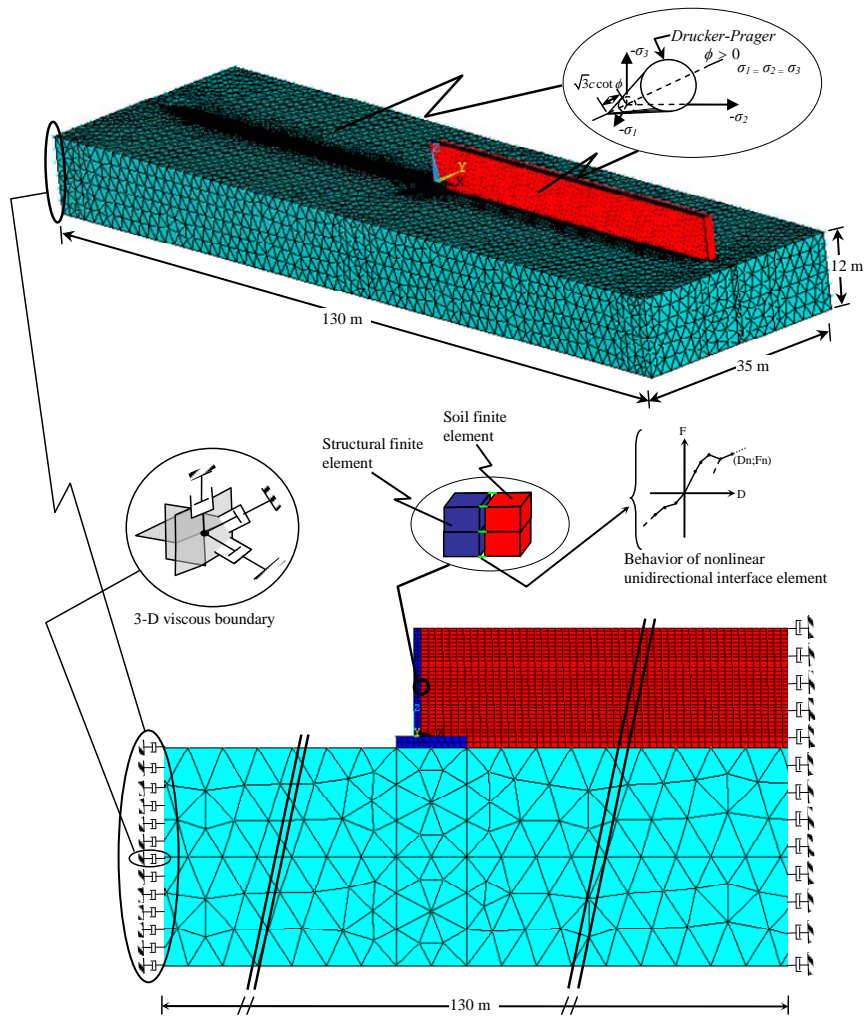 Drucker-Prager
-σ3
ϕ > 0
σ1 = σ2 = σ3
√3c cot ϕ
-σ2
-σ1
Y
X
12 m
130 m
35 m
Soil finite
element
Structural finite
element
F
(Dn;Fn)
D
Behavior of nonlinear
unidirectional interface element
3-D viscous boundary
130 m